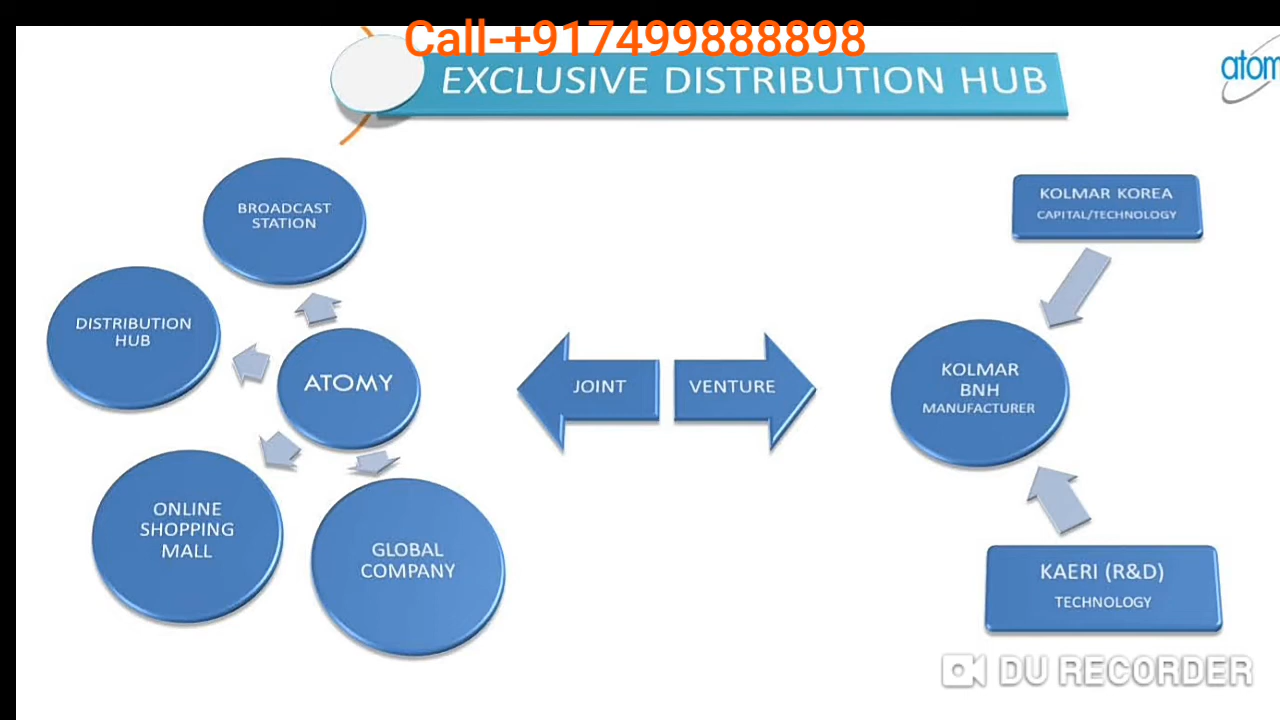 Call-+917499888898
EXCLUSIVE DISTRIBUTION HUB
atom
BROADCAST
STATION
DISTRIBUTION
HUB
ATOMY
ONLINE
SHOPPING
MALL
GLOBAL
COMPANY
JOINT
VENTURE
KOLMAR KOREA
CAPITAL/TECHNOLOGY
KOLMAR
BNH
MANUFACTURER
KAERI (R&D)
TECHNOLOGY
DU RECORDER